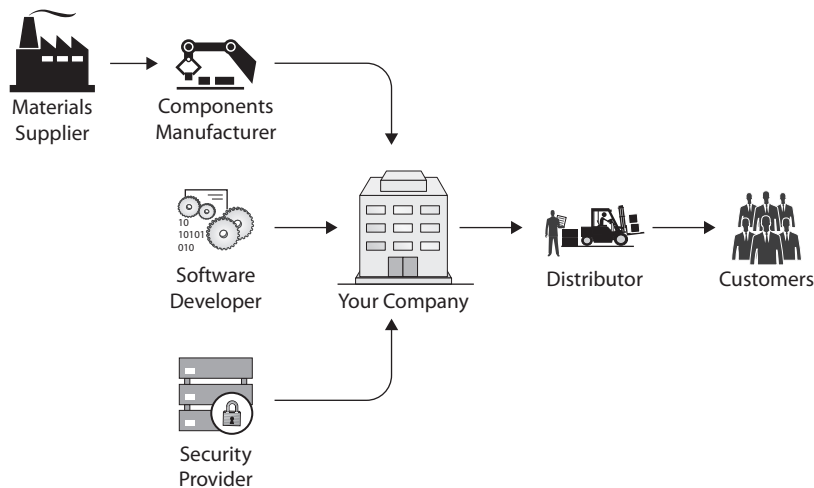 Materials
Supplier
Components
Manufacturer
10
10101
010
Software
Developer
Your Company
Distributor
Customers
Security
Provider